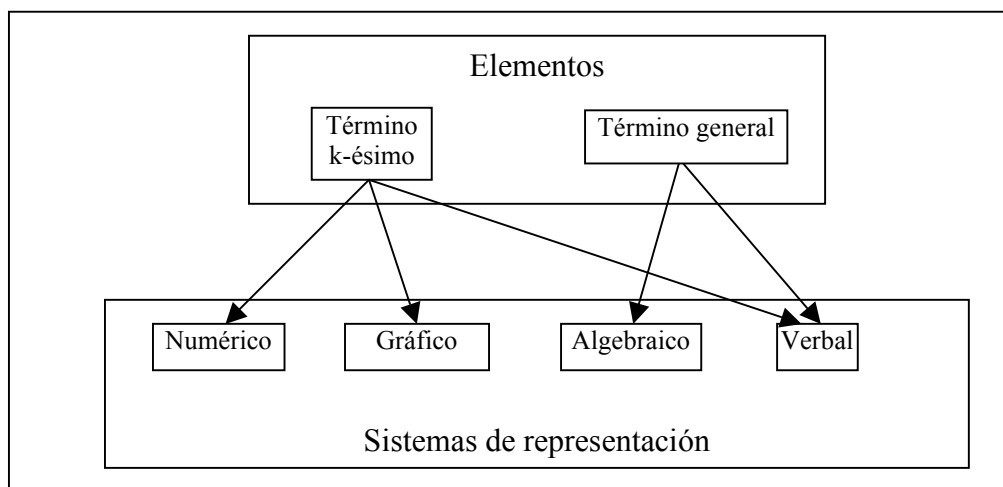 Elementos
Término
k-ésimo
Término general
Numérico
Gráfico
Algebraico
Verbal
Sistemas de representación